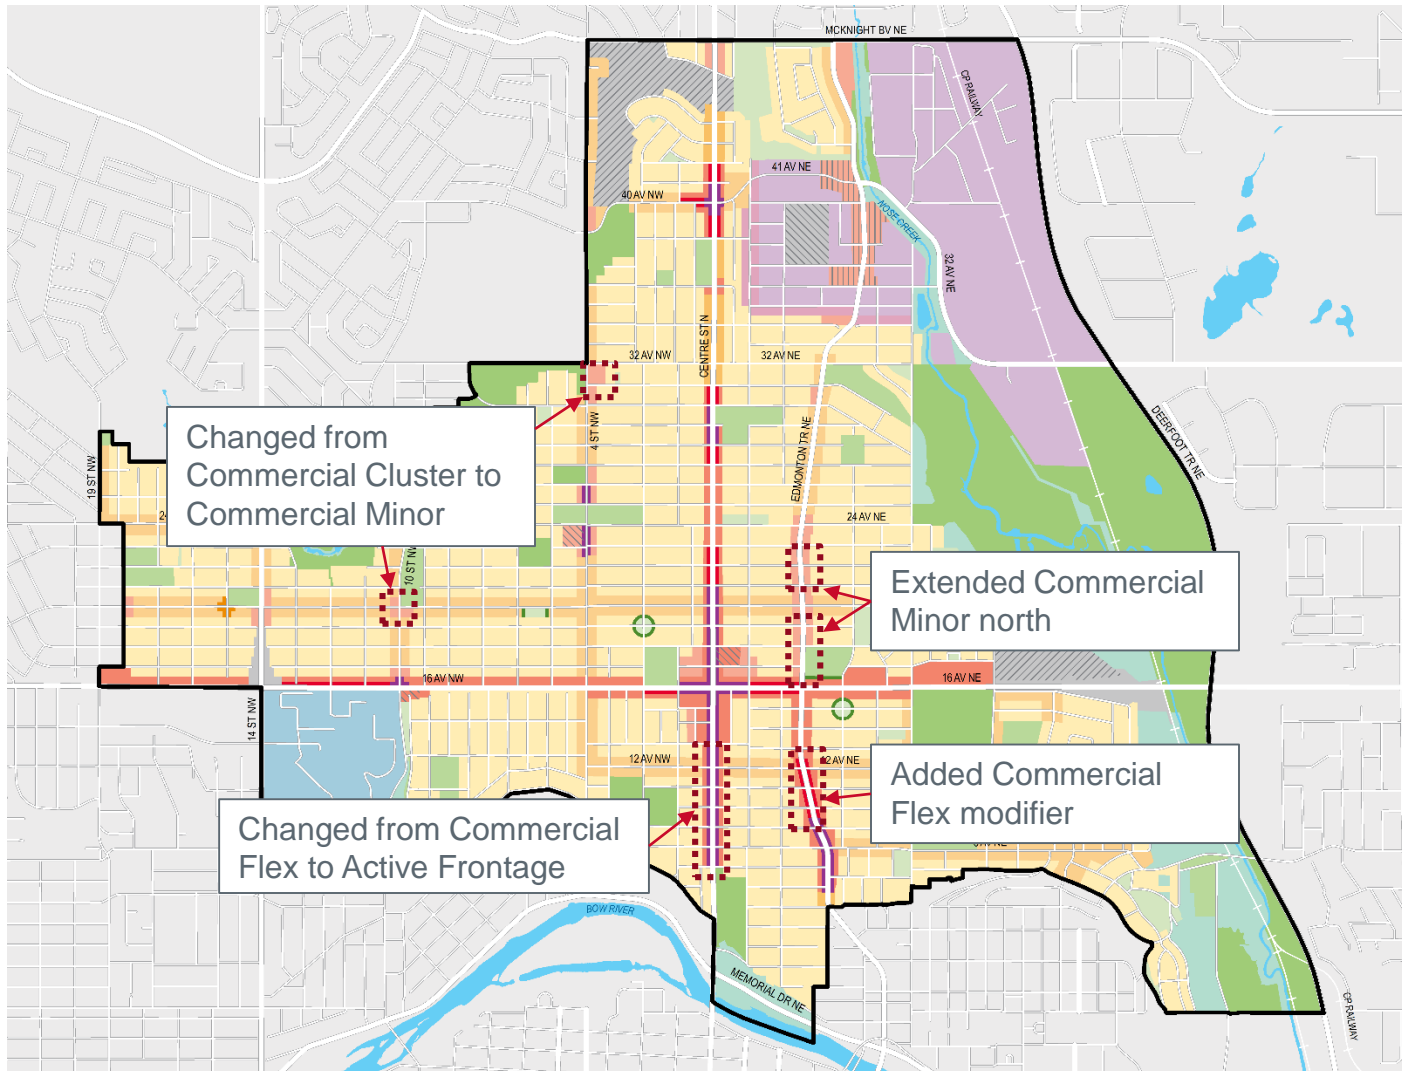 MCKNIGHT BV NE
CP RAILWAY
41 AV NE
40 AV NW
NOSE CREEK
32 AV NE
CENTRE ST N
32 AV NW
32 AV NE
DEERFOOT TR NE
4 ST NW
EDMONTON TR NE
Changed from
Commercial Cluster to
Commercial Minor
19 ST NW
24 AV NE
10 ST NW
Extended Commercial
Minor north
16 AV NW
16 AV NE
14 ST NW
12 AV NW
2 AV NE
Added Commercial
Flex modifier
Changed from Commercial
Flex to Active Frontage
BOW RIVER
MEMORIAL DR NE
CP RAILWAY